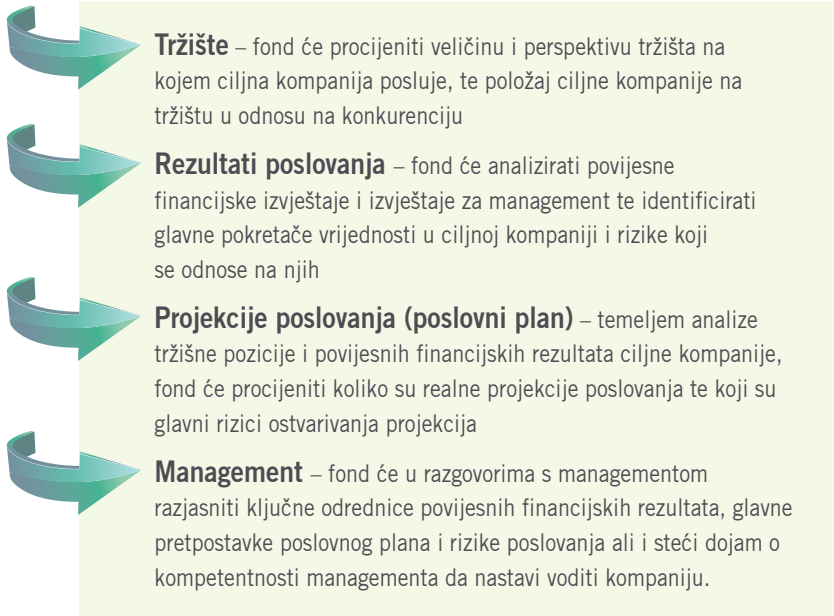 Tržište – fond će procijeniti veličinu i perspektivu tržišta na
kojem ciljna kompanija posluje, te položaj ciljne kompanije na
tržištu u odnosu na konkurenciju
Rezultati poslovanja – fond će analizirati povijesne
financijske izvještaje i izvještaje za management te identificirati
glavne pokretače vrijednosti u ciljnoj kompaniji i rizike koji
se odnose na njih
Projekcije poslovanja (poslovni plan) – temeljem analize
tržišne pozicije i povijesnih financijskih rezultata ciljne kompanije,
fond će procijeniti koliko su realne projekcije poslovanja te koji su
glavni rizici ostvarivanja projekcija
Management – fond će u razgovorima s managementom
razjasniti ključne odrednice povijesnih financijskih rezultata, glavne
pretpostavke poslovnog plana i rizike poslovanja ali i steći dojam o
kompetentnosti managementa da nastavi voditi kompaniju.